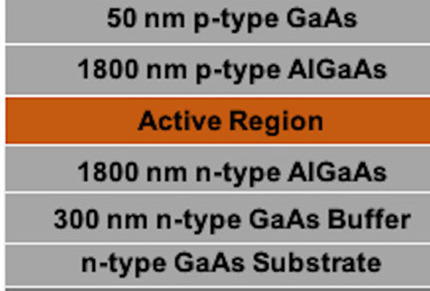 50 nm p-type GaAs
1800 nm p-type AlGaAs
Active Region
1800 nm n-type AlGaAs
300 nm n-type GaAs Buffer
n-type GaAs Substrate